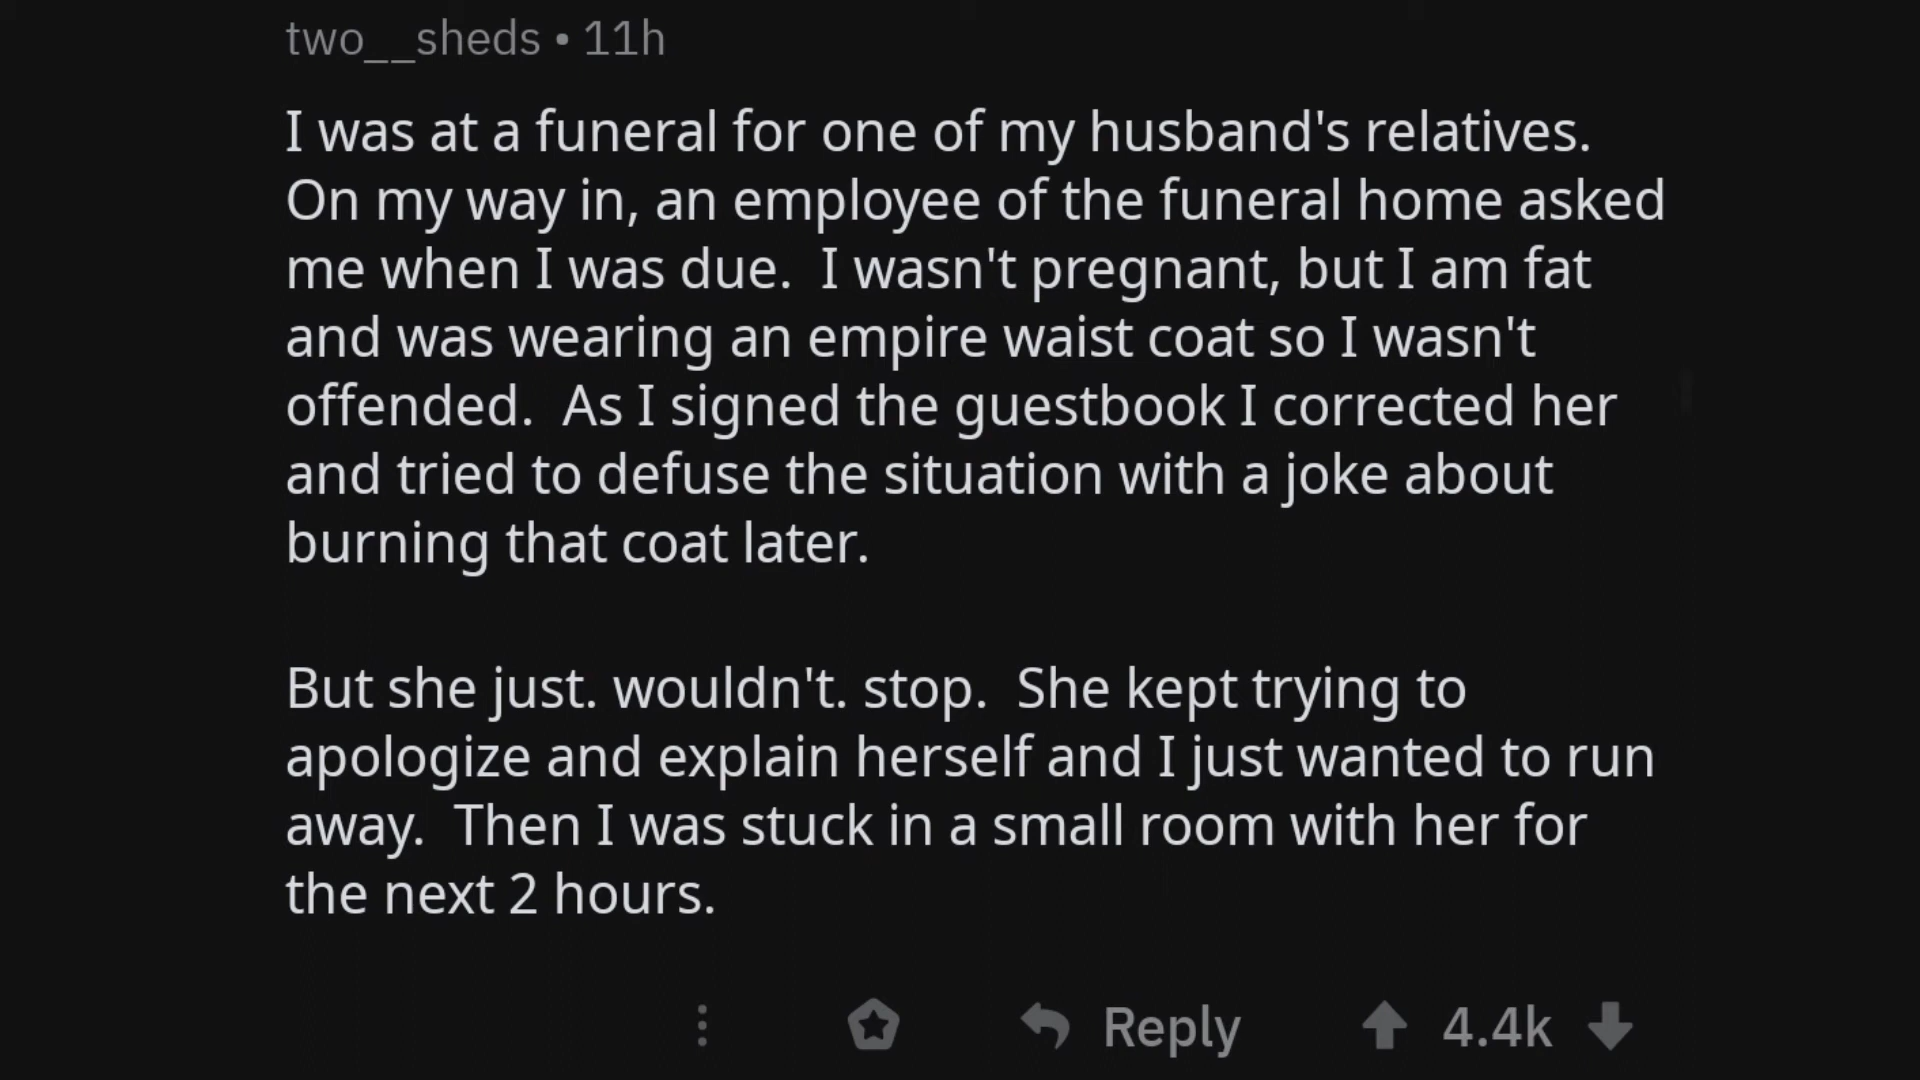 two__sheds • 11h
I was at a funeral for one of my husband's relatives.
On my way in, an employee of the funeral home asked
me when I was due.  I wasn't pregnant, but I am fat
and was wearing an empire waist coat so I wasn't
offended.  As I signed the guestbook I corrected her
and tried to defuse the situation with a joke about
burning that coat later.
But she just. wouldn't. stop.  She kept trying to
apologize and explain herself and I just wanted to run
away.  Then I was stuck in a small room with her for
the next 2 hours.
Reply 4.4k